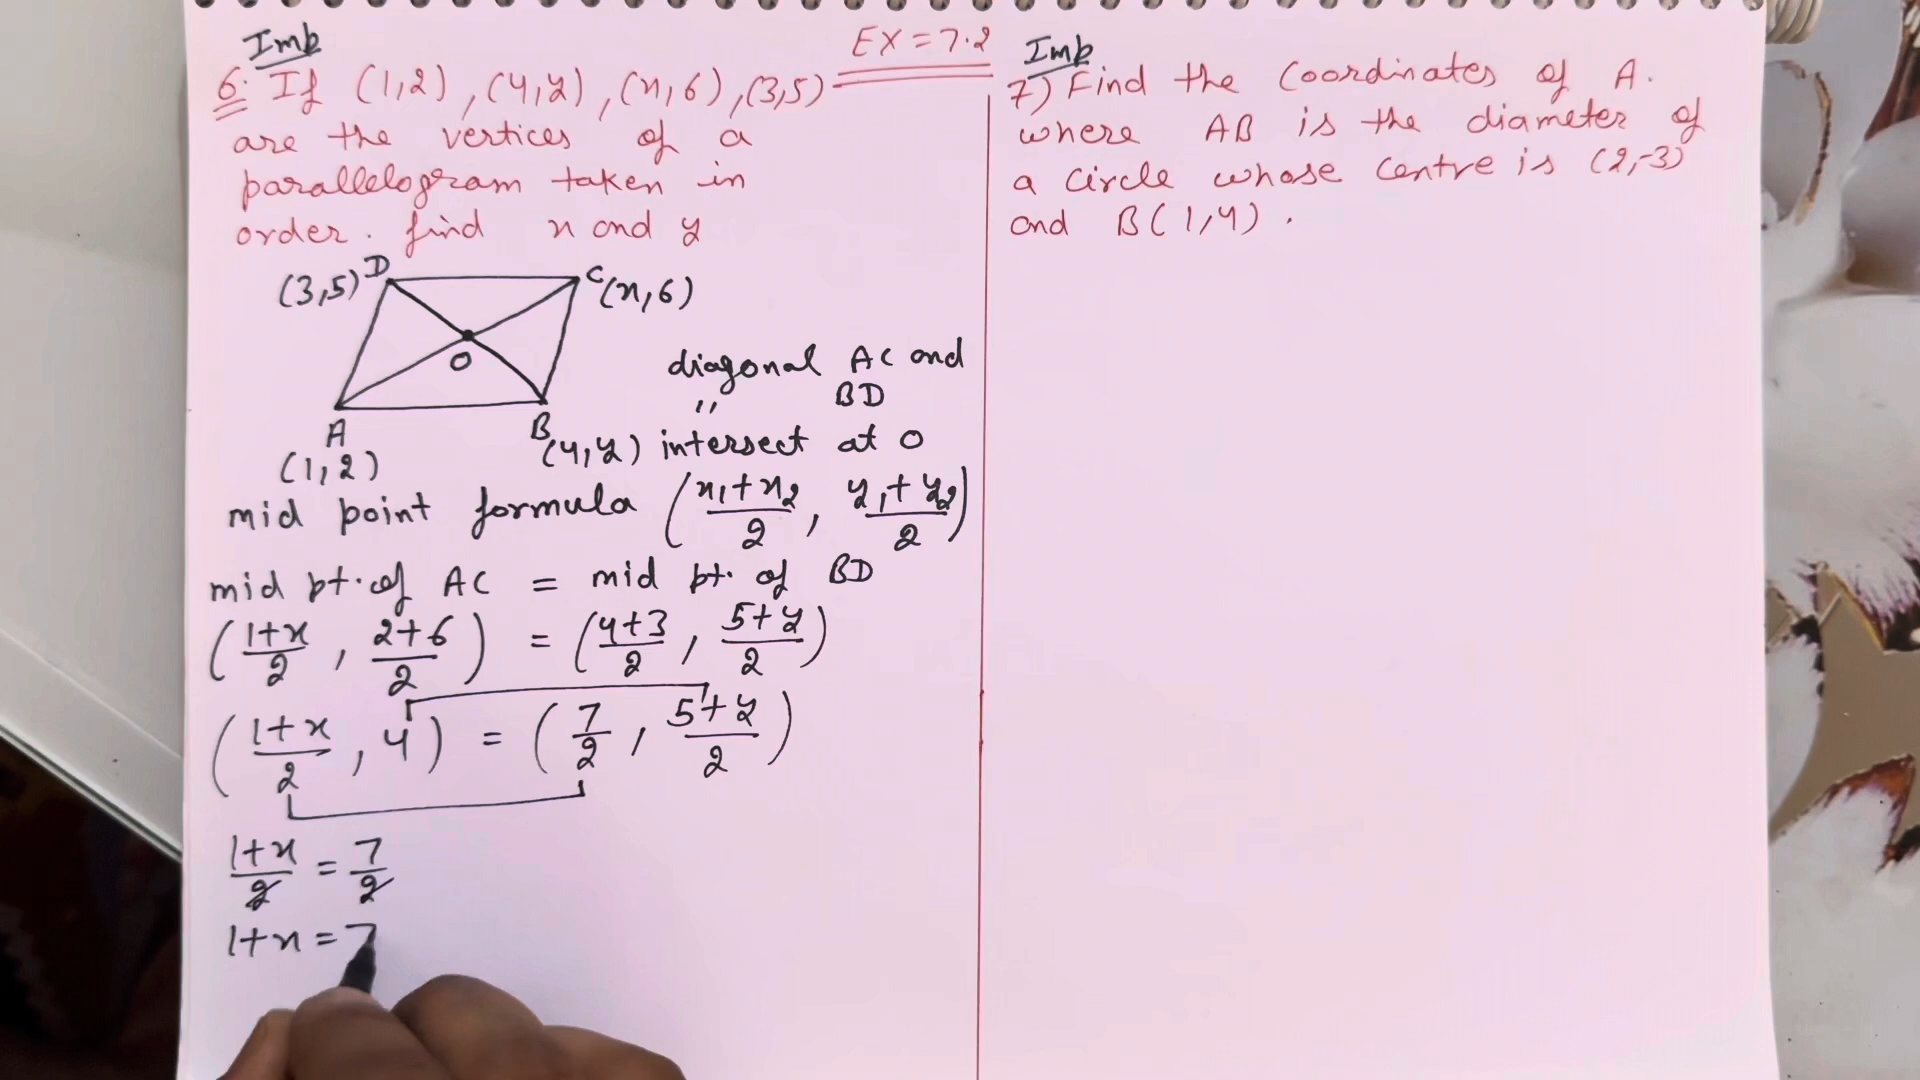 Imp
EX = 7.2
6. If (1,2), (4,y), (x,6), (3,5)
are the vertices of a
parallelogram taken in
order. find x and y
D
(3,5)
C(x,6)
O
A
(1,2)
B(4,y)
diagonal AC and
" BD
intersect at O
mid point formula (x1+x2/2, y1+y2/2)
mid pt. of AC = mid pt. of BD
(1+x/2, 2+6/2) = (4+3/2, 5+y/2)
(1+x/2, 4) = (7/2, 5+y/2)
1+x/2 = 7/2
1+x = 7
Imp
7) Find the Coordinates of A.
where AB is the diameter of
a circle whose centre is (2,-3)
and B(1,4).